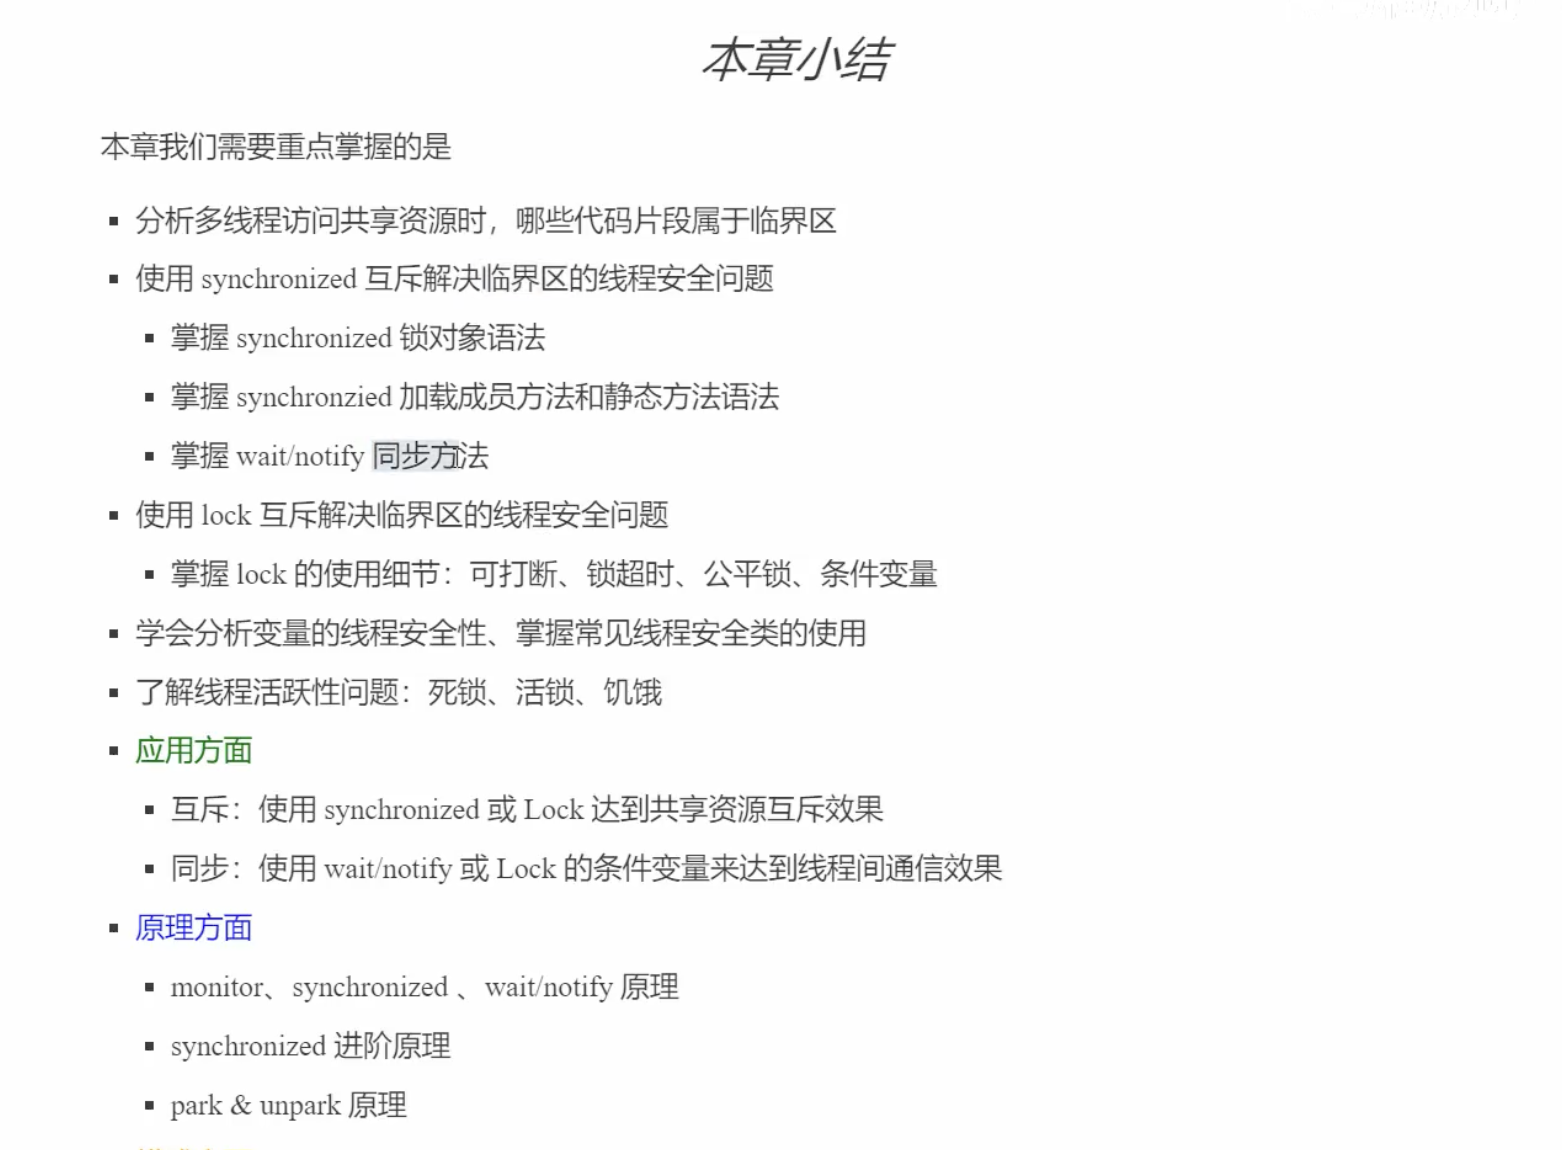 本章小结
本章我们需要重点掌握的是
分析多线程访问共享资源时，哪些代码片段属于临界区
使用 synchronized 互斥解决临界区的线程安全问题
掌握 synchronized 锁对象语法
掌握 synchronzied 加载成员方法和静态方法语法
掌握 wait/notify 同步方法
使用 lock 互斥解决临界区的线程安全问题
掌握 lock 的使用细节：可打断、锁超时、公平锁、条件变量
学会分析变量的线程安全性、掌握常见线程安全类的使用
了解线程活跃性问题：死锁、活锁、饥饿
应用方面
互斥：使用 synchronized 或 Lock 达到共享资源互斥效果
同步：使用 wait/notify 或 Lock 的条件变量来达到线程间通信效果
原理方面
monitor、synchronized 、wait/notify 原理
synchronized 进阶原理
park & unpark 原理